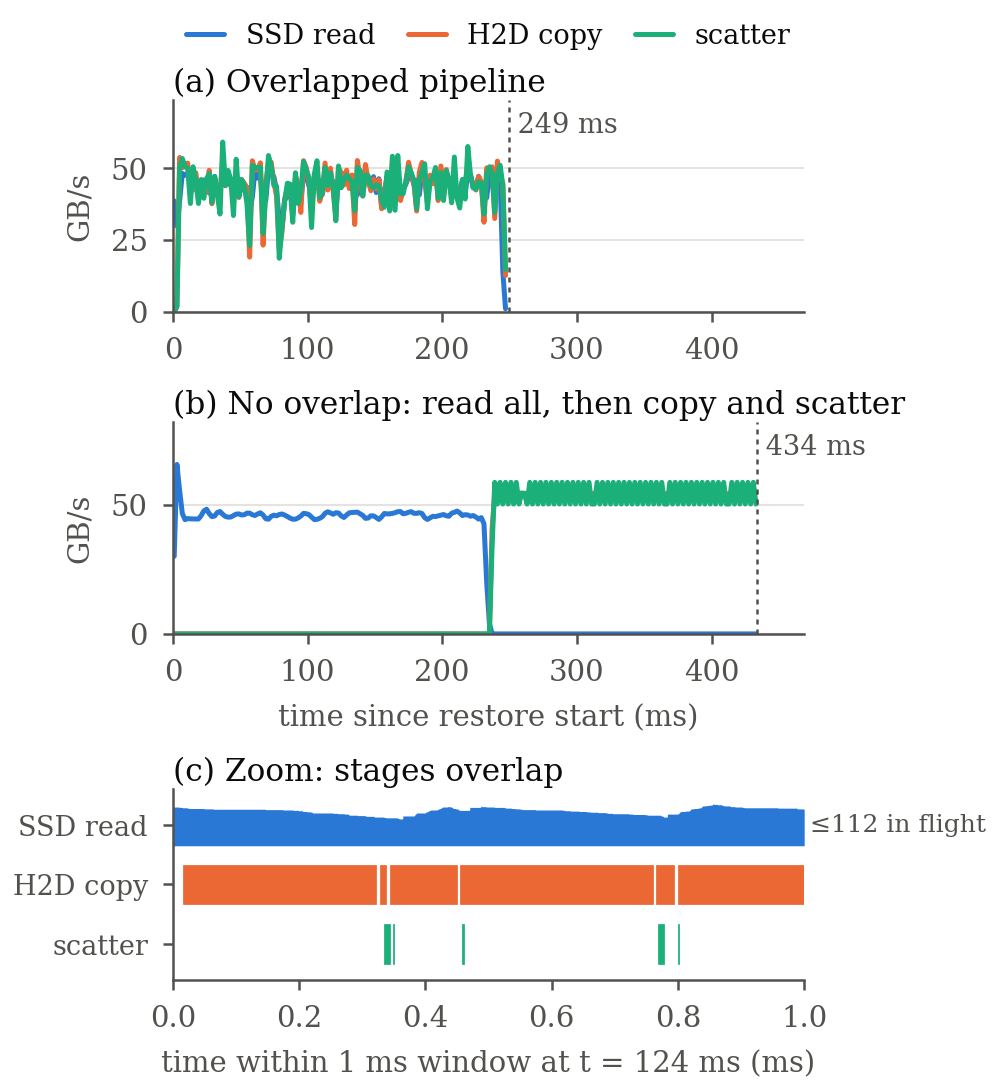 SSD read H2D copy scatter
(a) Overlapped pipeline
249 ms
50
25
0
GB/s
0 100 200 300 400
(b) No overlap: read all, then copy and scatter
434 ms
50
0
GB/s
0 100 200 300 400
time since restore start (ms)
(c) Zoom: stages overlap
SSD read
≤112 in flight
H2D copy
scatter
0.0 0.2 0.4 0.6 0.8 1.0
time within 1 ms window at t = 124 ms (ms)